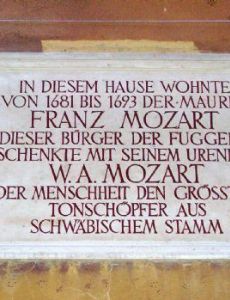 IN DIESEM HAUSE WOHNTE
VON 1681 BIS 1693 DER·MAURE
FRANZ MOZART
DIESER BÜRGER DER FUGGER
SCHENKTE MIT SEINEM URENK
W.A. MOZART
DER MENSCHHEIT DEN GRÖSST
TONSCHÖPFER AUS
SCHWÄBISCHEM STAMM